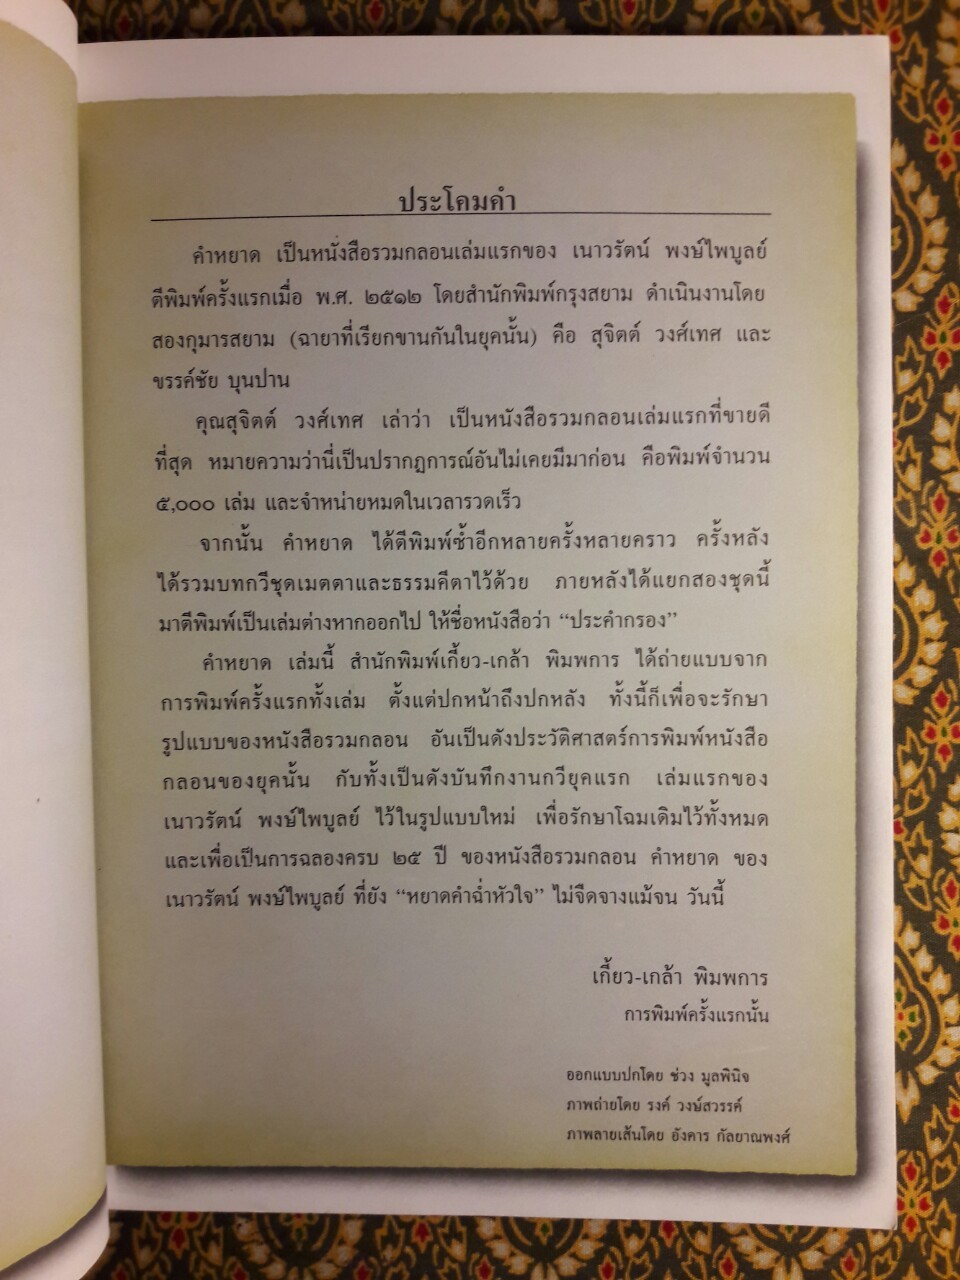 ประโคมคำ
คำหยาด เป็นหนังสือรวมกลอนเล่มแรกของ เนาวรัตน์ พงษ์ไพบูลย์
ตีพิมพ์ครั้งแรกเมื่อ พ.ศ. ๒๕๑๒ โดยสำนักพิมพ์กรุงสยาม ดำเนินงานโดย
สองกุมารสยาม (ฉายาที่เรียกขานกันในยุคนั้น) คือ สุจิตต์ วงศ์เทศ และ
ขรรค์ชัย บุนปาน
คุณสุจิตต์ วงศ์เทศ เล่าว่า เป็นหนังสือรวมกลอนเล่มแรกที่ขายดี
ที่สุด หมายความว่านี่เป็นปรากฏการณ์อันไม่เคยมีมาก่อน คือพิมพ์จำนวน
๕,๐๐๐ เล่ม และจำหน่ายหมดในเวลารวดเร็ว
จากนั้น คำหยาด ได้ตีพิมพ์ซ้ำอีกหลายครั้งหลายคราว ครั้งหลัง
ได้รวมบทกวีชุดเมตตาและธรรมคีตาไว้ด้วย ภายหลังได้แยกสองชุดนี้
มาตีพิมพ์เป็นเล่มต่างหากออกไป ให้ชื่อหนังสือว่า “ประคำกรอง”
คำหยาด เล่มนี้ สำนักพิมพ์เกี้ยว-เกล้า พิมพการ ได้ถ่ายแบบจาก
การพิมพ์ครั้งแรกทั้งเล่ม ตั้งแต่ปกหน้าถึงปกหลัง ทั้งนี้ก็เพื่อจะรักษา
รูปแบบของหนังสือรวมกลอน อันเป็นดังประวัติศาสตร์การพิมพ์หนังสือ
กลอนของยุคนั้น กับทั้งเป็นดังบันทึกงานกวียุคแรก เล่มแรกของ
เนาวรัตน์ พงษ์ไพบูลย์ ไว้ในรูปแบบใหม่ เพื่อรักษาโฉมเดิมไว้ทั้งหมด
และเพื่อเป็นการฉลองครบ ๒๕ ปี ของหนังสือรวมกลอน คำหยาด ของ
เนาวรัตน์ พงษ์ไพบูลย์ ที่ยัง “หยาดคำฉ่ำหัวใจ” ไม่จืดจางแม้จน วันนี้
เกี้ยว-เกล้า พิมพการ
การพิมพ์ครั้งแรกนั้น
ออกแบบปกโดย ช่วง มูลพินิจ
ภาพถ่ายโดย รงค์ วงษ์สวรรค์
ภาพลายเส้นโดย อังคาร กัลยาณพงศ์